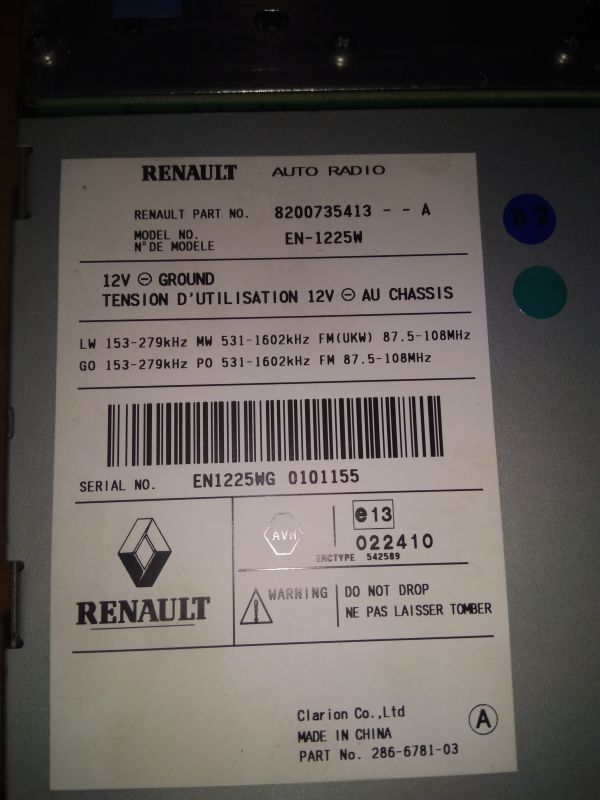 RENAULT AUTO RADIO
RENAULT PART NO. 8200735413 - - A
MODEL NO.
N° DE MODELE EN-1225W
12V ⊖ GROUND
TENSION D'UTILISATION 12V ⊖ AU CHASSIS
LW 153-279kHz MW 531-1602kHz FM(UKW) 87.5-108MHz
GO 153-279kHz PO 531-1602kHz FM 87.5-108MHz
SERIAL NO. EN1225WG 0101155
AVN
e13
022410
EMCTYPE 542589
RENAULT
WARNING
DO NOT DROP
NE PAS LAISSER TOMBER
Clarion Co.,Ltd
MADE IN CHINA
PART No. 286-6781-03
A
D2